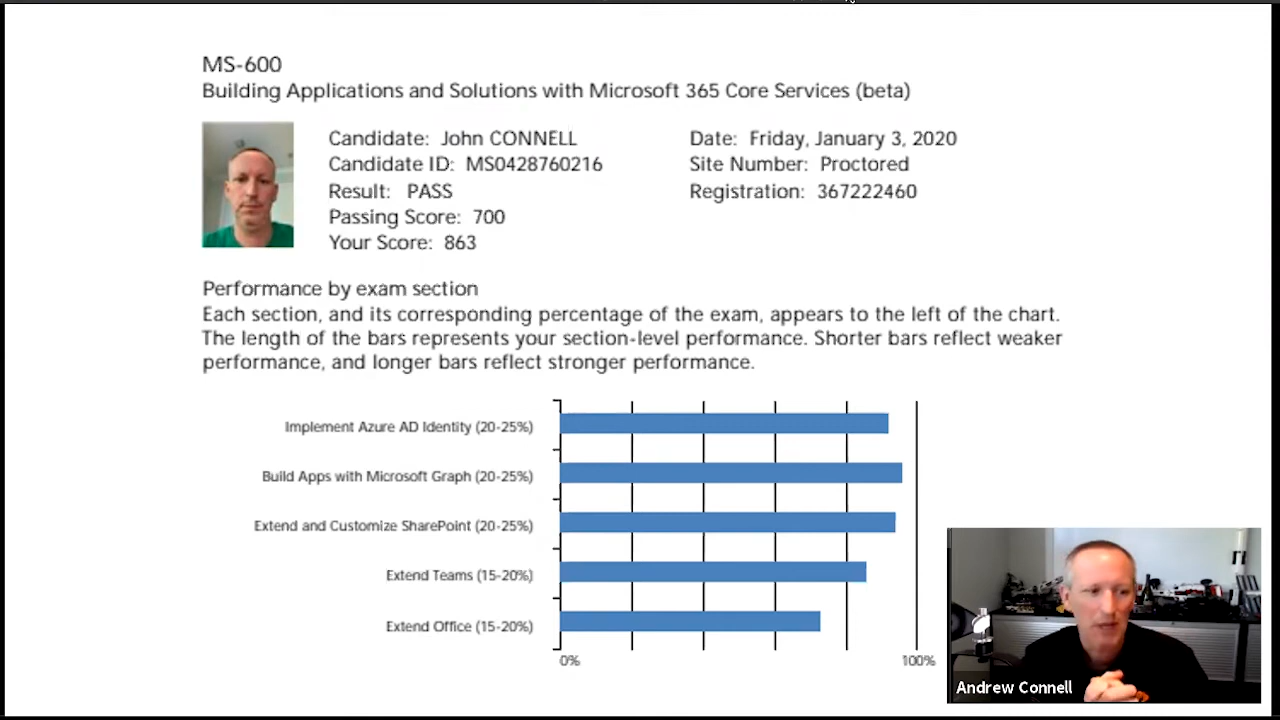 MS-600
Building Applications and Solutions with Microsoft 365 Core Services (beta)
Candidate: John CONNELL
Candidate ID: MS0428760216
Result: PASS
Passing Score: 700
Your Score: 863
Date: Friday, January 3, 2020
Site Number: Proctored
Registration: 367222460
Performance by exam section
Each section, and its corresponding percentage of the exam, appears to the left of the chart.
The length of the bars represents your section-level performance. Shorter bars reflect weaker
performance, and longer bars reflect stronger performance.
Implement Azure AD Identity (20-25%)
Build Apps with Microsoft Graph (20-25%)
Extend and Customize SharePoint (20-25%)
Extend Teams (15-20%)
Extend Office (15-20%)
0%
100%
Andrew Connell